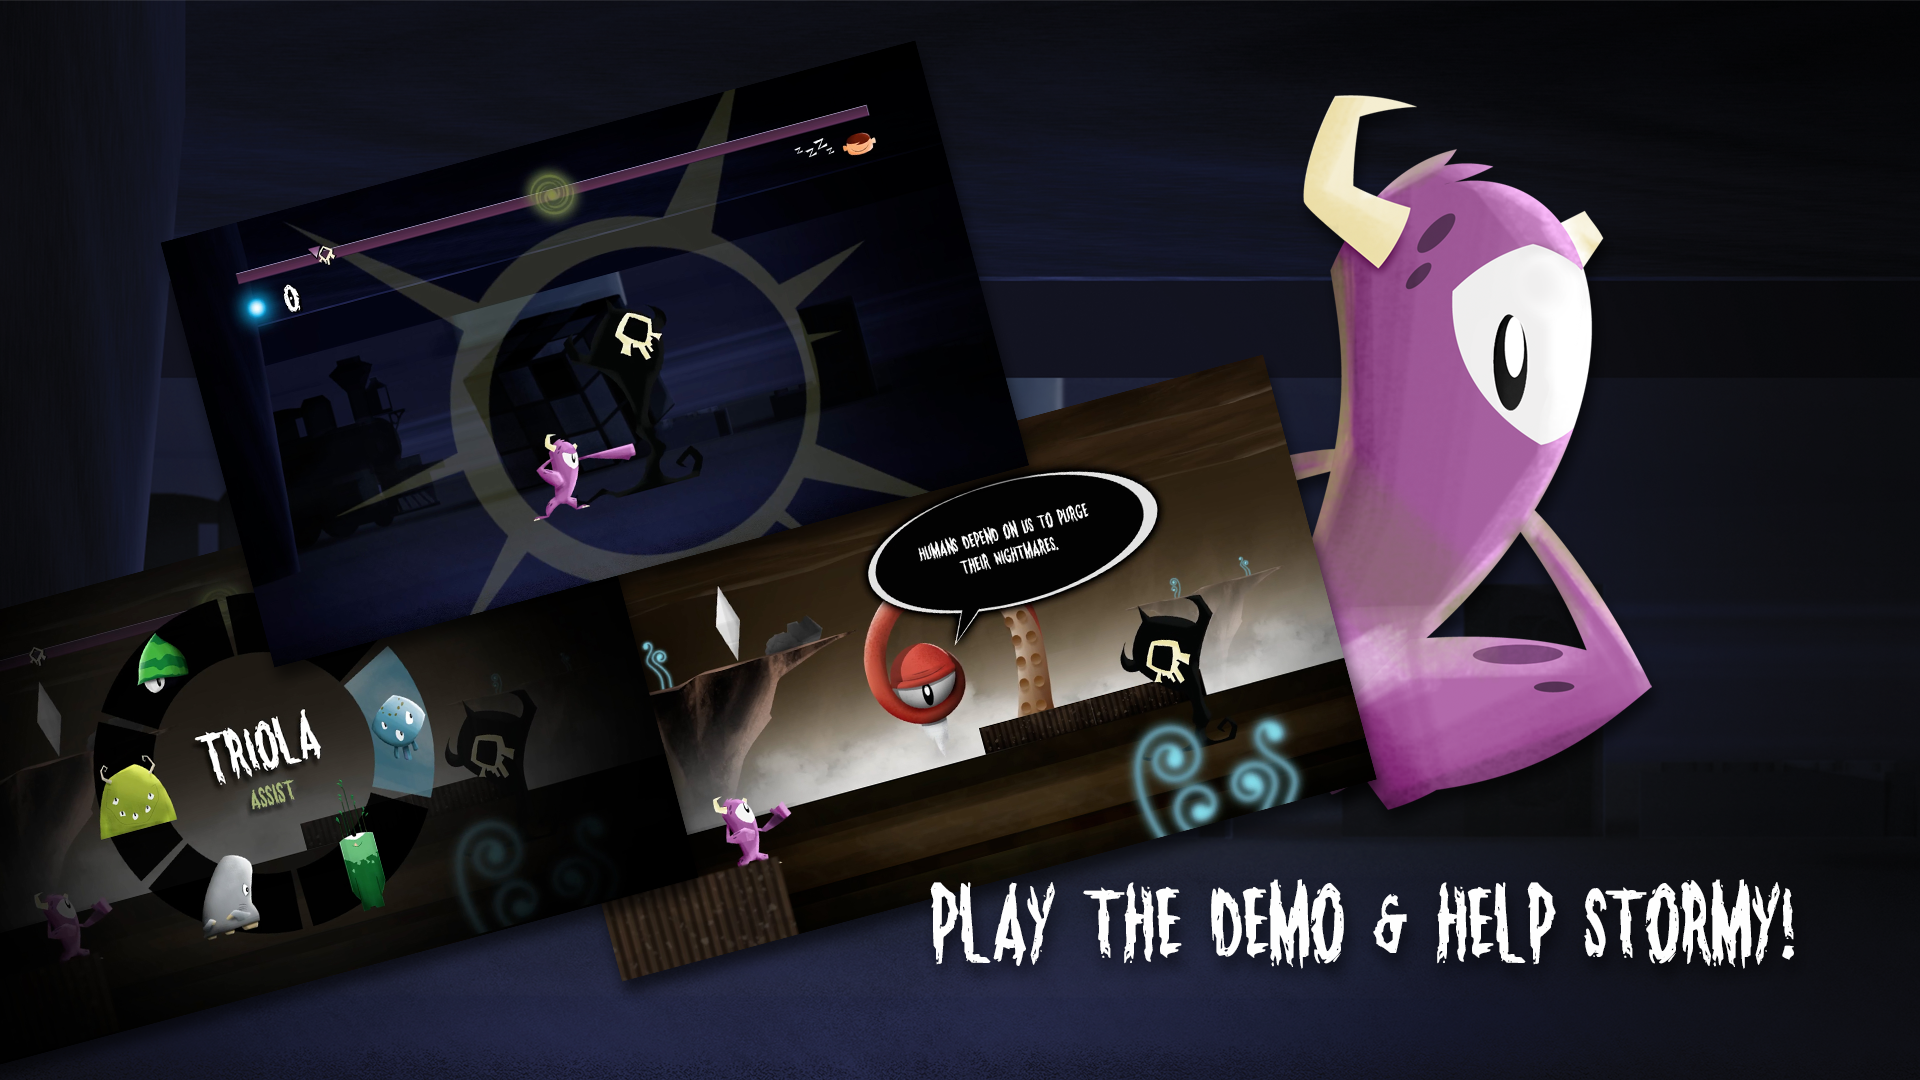 z z Z z
0
HUMANS DEPEND ON US TO PURGE
THEIR NIGHTMARES.
TRIOLA
ASSIST
PLAY THE DEMO & HELP STORMY!